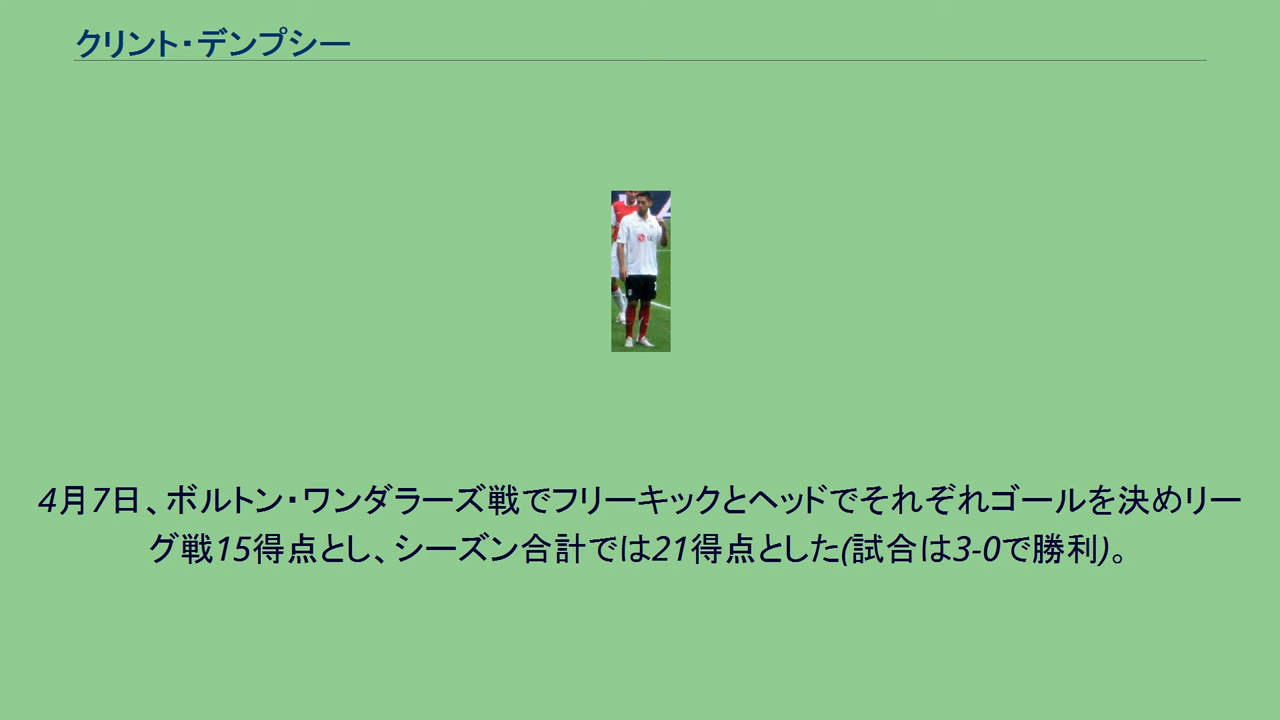 クリント・デンプシー
4月7日、ボルトン・ワンダラーズ戦でフリーキックとヘッドでそれぞれゴールを決めリー
グ戦15得点とし、シーズン合計では21得点とした(試合は3-0で勝利)。